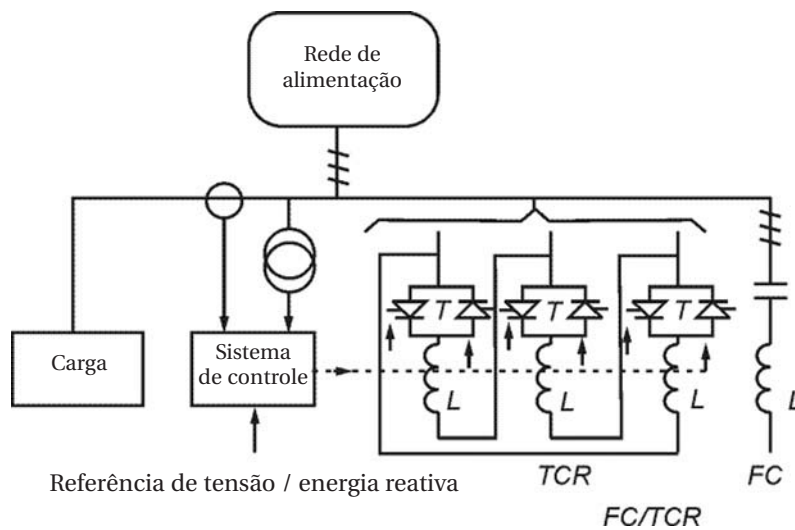 Rede de
alimentação
T
T
T
Carga
Sistema
de controle
L
L
L
L
Referência de tensão / energia reativa
TCR
FC
FC/TCR